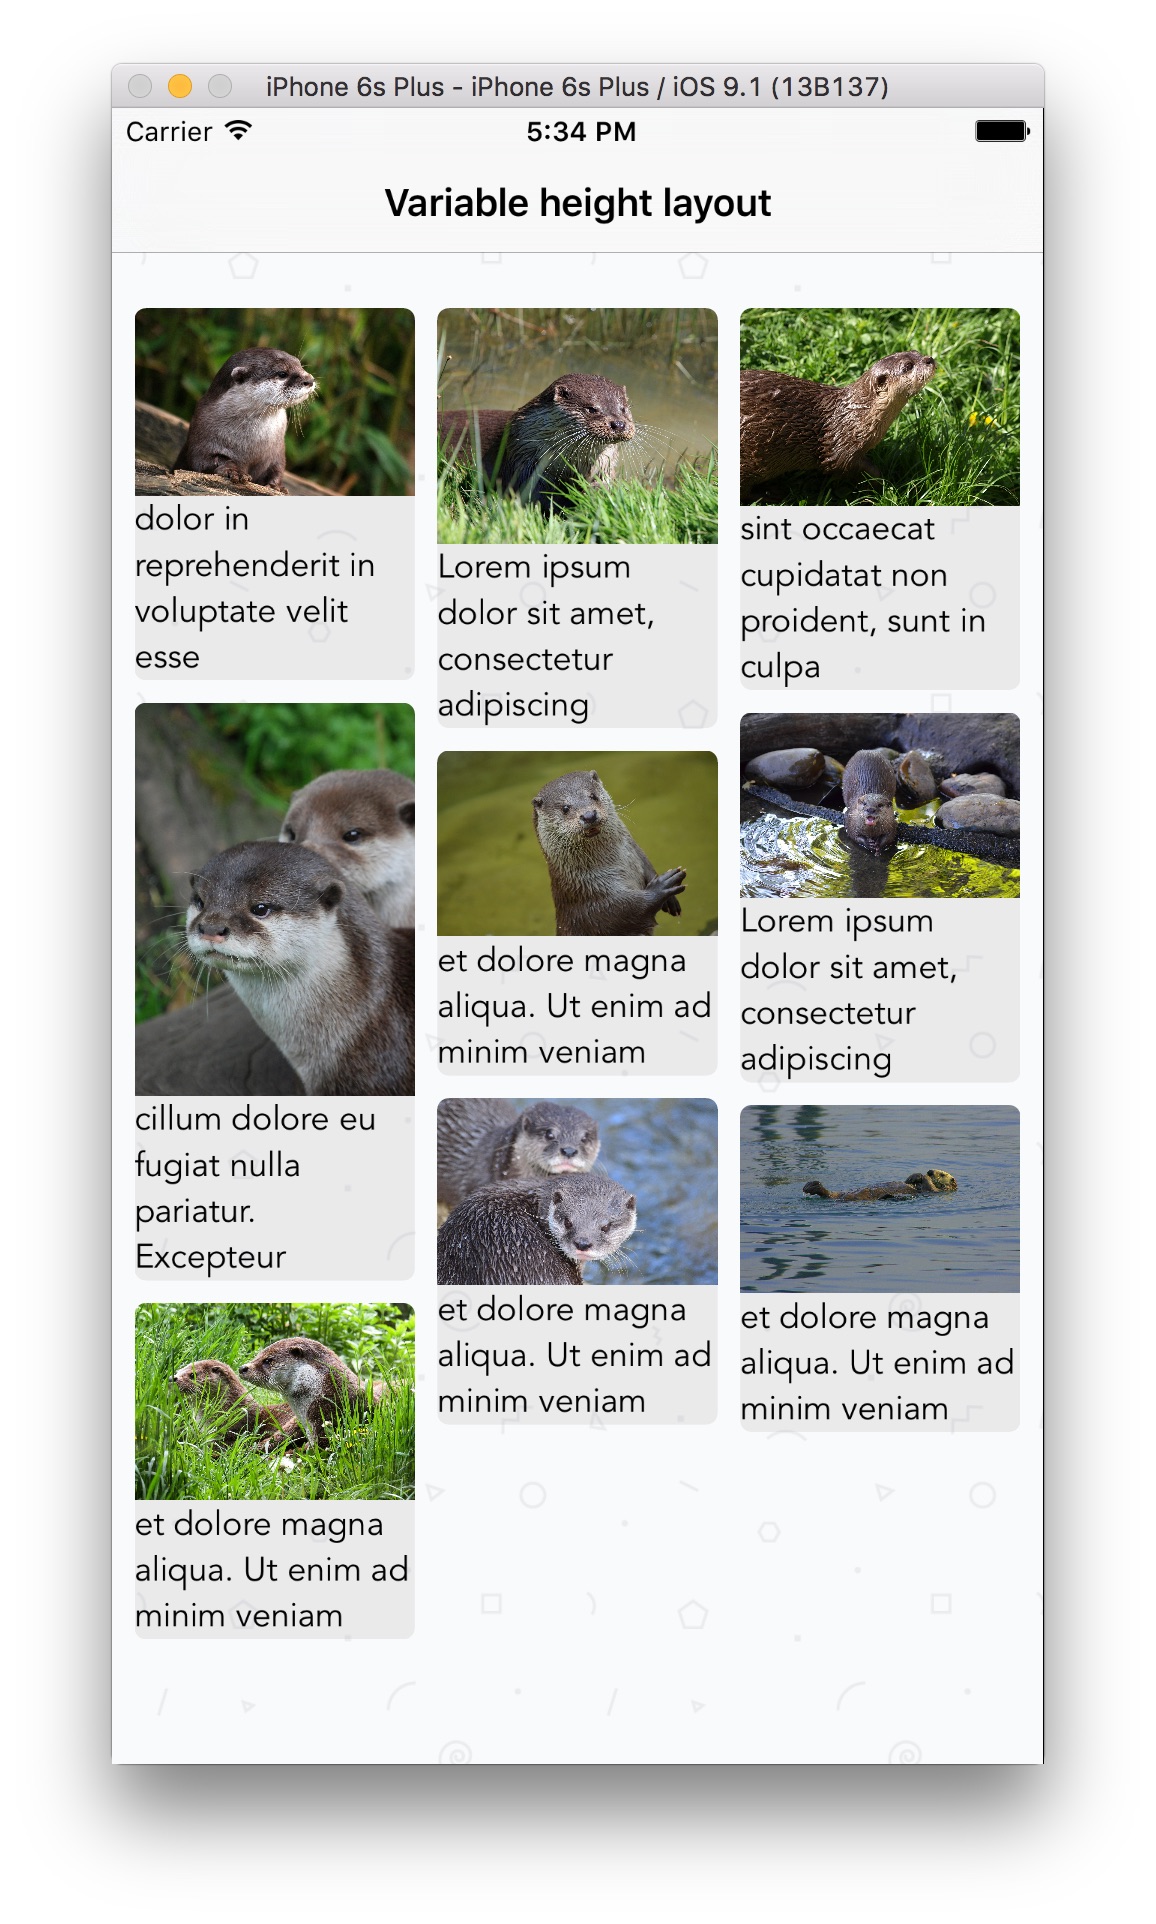 iPhone 6s Plus - iPhone 6s Plus / iOS 9.1 (13B137)
Carrier
5:34 PM
Variable height layout
dolor in
reprehenderit in
voluptate velit
esse
Lorem ipsum
dolor sit amet,
consectetur
adipiscing
sint occaecat
cupidatat non
proident, sunt in
culpa
cillum dolore eu
fugiat nulla
pariatur.
Excepteur
et dolore magna
aliqua. Ut enim ad
minim veniam
Lorem ipsum
dolor sit amet,
consectetur
adipiscing
et dolore magna
aliqua. Ut enim ad
minim veniam
et dolore magna
aliqua. Ut enim ad
minim veniam
et dolore magna
aliqua. Ut enim ad
minim veniam